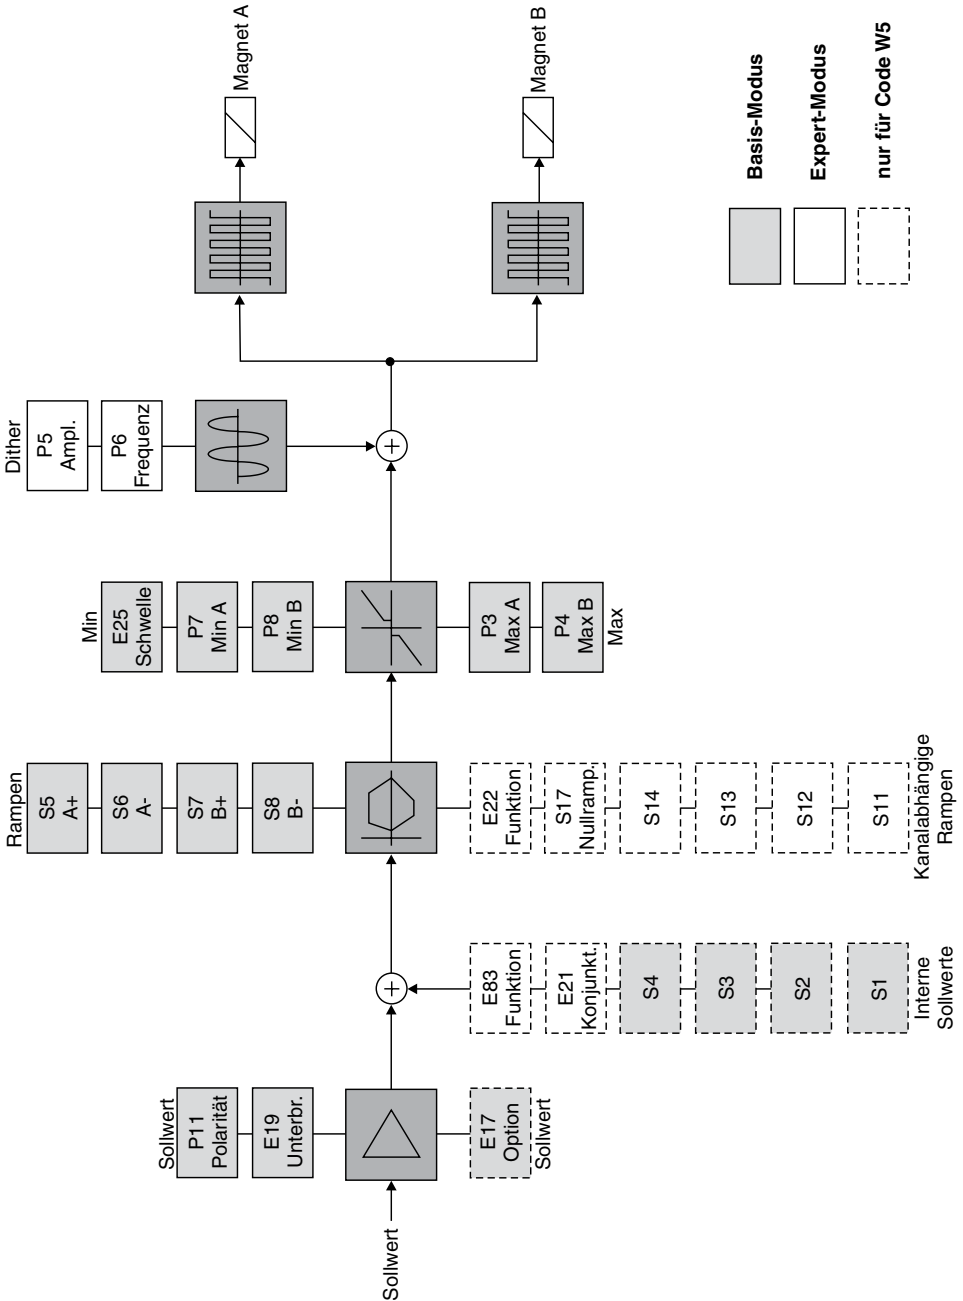 Sollwert
Sollwert
P11
Polarität
E19
Unterbr.
E17
Option
Sollwert
E83
Funktion
E21
Konjunkt.
S4
S3
S2
S1
Interne
Sollwerte
Rampen
S5
A+
S6
A-
S7
B+
S8
B-
E22
Funktion
S17
Nullramp.
S14
S13
S12
S11
Kanalabhängige
Rampen
Min
E25
Schwelle
P7
Min A
P8
Min B
P3
Max A
P4
Max B
Max
Dither
P5
Ampl.
P6
Frequenz
Magnet A
Magnet B
Basis-Modus
Expert-Modus
nur für Code W5